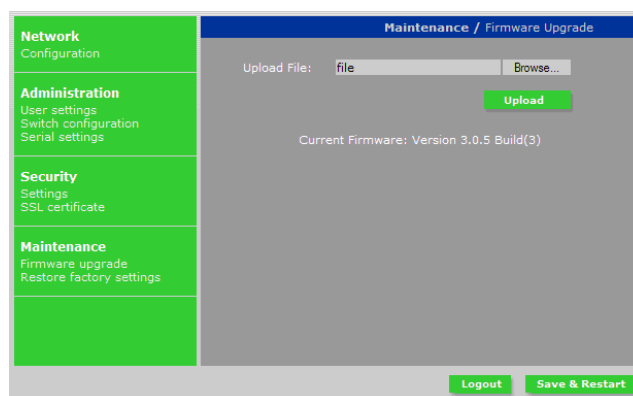 Network
Configuration
Administration
User settings
Switch configuration
Serial settings
Security
Settings
SSL certificate
Maintenance
Firmware upgrade
Restore factory settings
Maintenance / Firmware Upgrade
Upload File: file Browse...
Upload
Current Firmware: Version 3.0.5 Build(3)
Logout Save & Restart